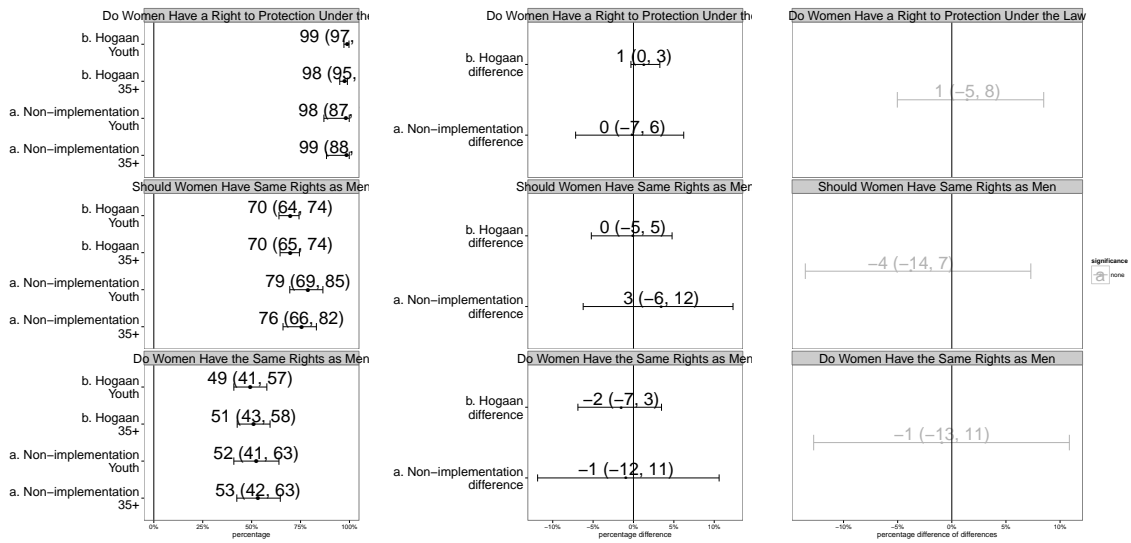 Do Women Have a Right to Protection Under the
b. Hogaan
Youth
99 (97,
b. Hogaan
35+
98 (95,
a. Non−implementation
Youth
98 (87,
a. Non−implementation
35+
99 (88,
Should Women Have Same Rights as Men
b. Hogaan
Youth
70 (64, 74)
b. Hogaan
35+
70 (65, 74)
a. Non−implementation
Youth
79 (69, 85)
a. Non−implementation
35+
76 (66, 82)
Do Women Have the Same Rights as Men
b. Hogaan
Youth
49 (41, 57)
b. Hogaan
35+
51 (43, 58)
a. Non−implementation
Youth
52 (41, 63)
a. Non−implementation
35+
53 (42, 63)
0% 25% 50% 75% 100%
percentage
Do Women Have a Right to Protection Under the
b. Hogaan
difference
1 (0, 3)
a. Non−implementation
difference
0 (−7, 6)
Should Women Have Same Rights as Men
b. Hogaan
difference
0 (−5, 5)
a. Non−implementation
difference
3 (−6, 12)
Do Women Have the Same Rights as Men
b. Hogaan
difference
−2 (−7, 3)
a. Non−implementation
difference
−1 (−12, 11)
−10% −5% 0% 5% 10%
percentage difference
Do Women Have a Right to Protection Under the Law
1 (−5, 8)
Should Women Have Same Rights as Men
−4 (−14, 7)
Do Women Have the Same Rights as Men
−1 (−13, 11)
−10% −5% 0% 5% 10%
percentage difference of differences
significance
a none